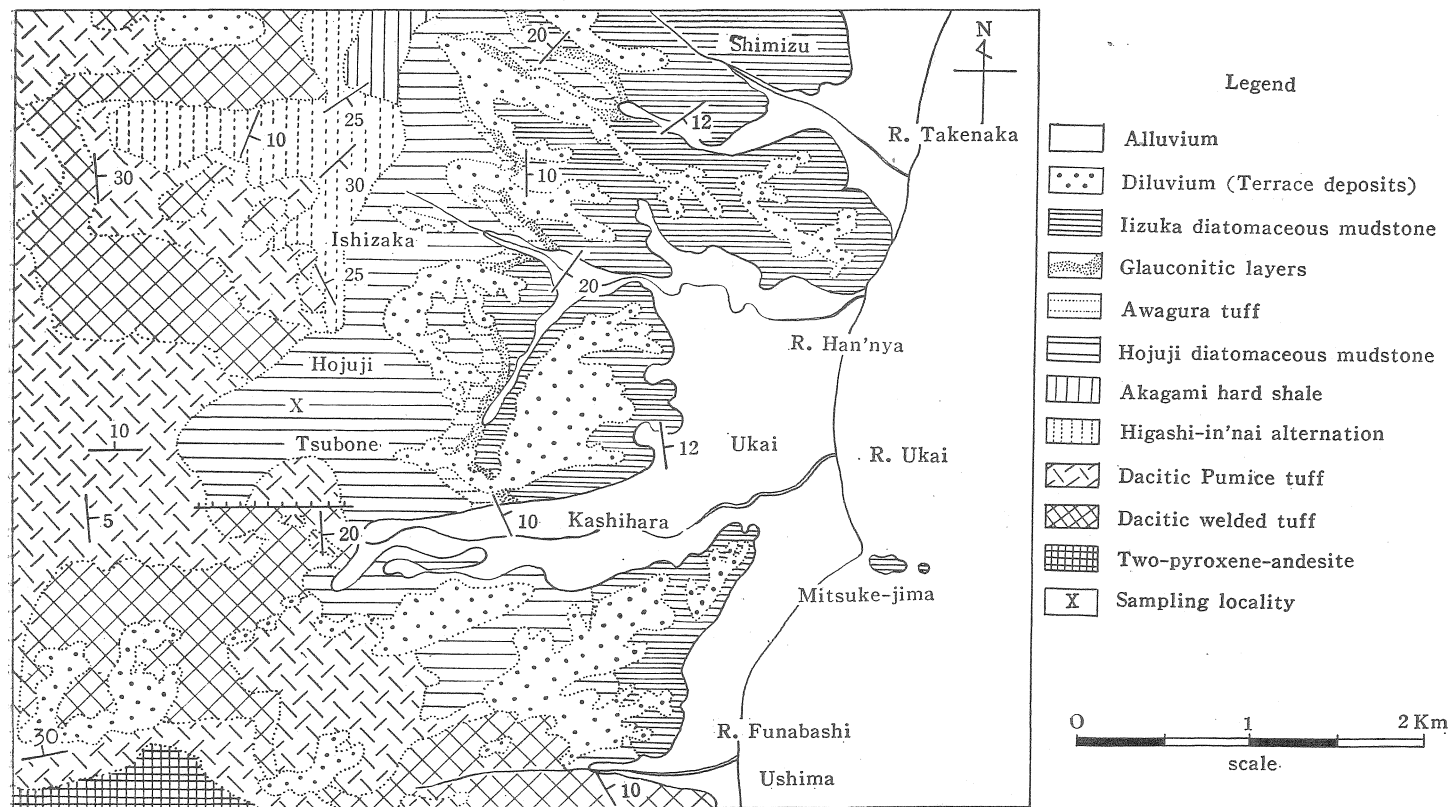 N
20
Shimizu
Legend
25
12
R. Takenaka
Alluvium
10
30
10
30
Diluvium (Terrace deposits)
Iizuka diatomaceous mudstone
Ishizaka
Glauconitic layers
25
20
Awagura tuff
R. Han'nya
Hojuji
Hojuji diatomaceous mudstone
X
Akagami hard shale
10
Tsubone
12
Ukai
R. Ukai
Higashi-in'nai alternation
Dacitic Pumice tuff
5
20
10
Kashihara
Dacitic welded tuff
Two-pyroxene-andesite
Mitsuke-jima
X
Sampling locality
30
R. Funabashi
0 1 2 Km
scale
Ushima
10